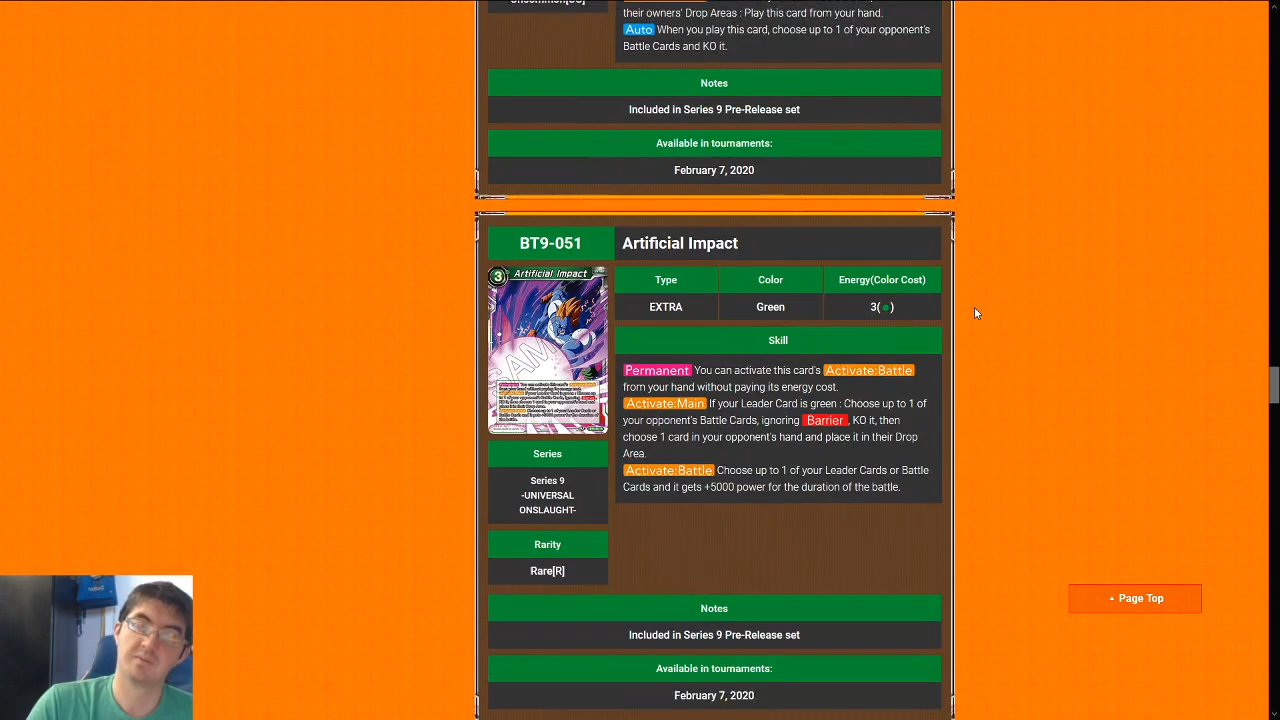 their owners' Drop Areas : Play this card from your hand.
Auto When you play this card, choose up to 1 of your opponent's
Battle Cards and KO it.
Notes
Included in Series 9 Pre-Release set
Available in tournaments:
February 7, 2020
BT9-051
Artificial Impact
3
Artificial Impact
Type
Color
Energy(Color Cost)
EXTRA
Green
3( )
Skill
Permanent You can activate this card's Activate:Battle
from your hand without paying its energy cost.
Activate:Main If your Leader Card is green : Choose up to 1 of
your opponent's Battle Cards, ignoring Barrier , KO it, then
choose 1 card in your opponent's hand and place it in their Drop
Area.
Activate:Battle Choose up to 1 of your Leader Cards or Battle
Cards and it gets +5000 power for the duration of the battle.
Series
Series 9
-UNIVERSAL
ONSLAUGHT-
Rarity
Rare[R]
Page Top
Notes
Included in Series 9 Pre-Release set
Available in tournaments:
February 7, 2020